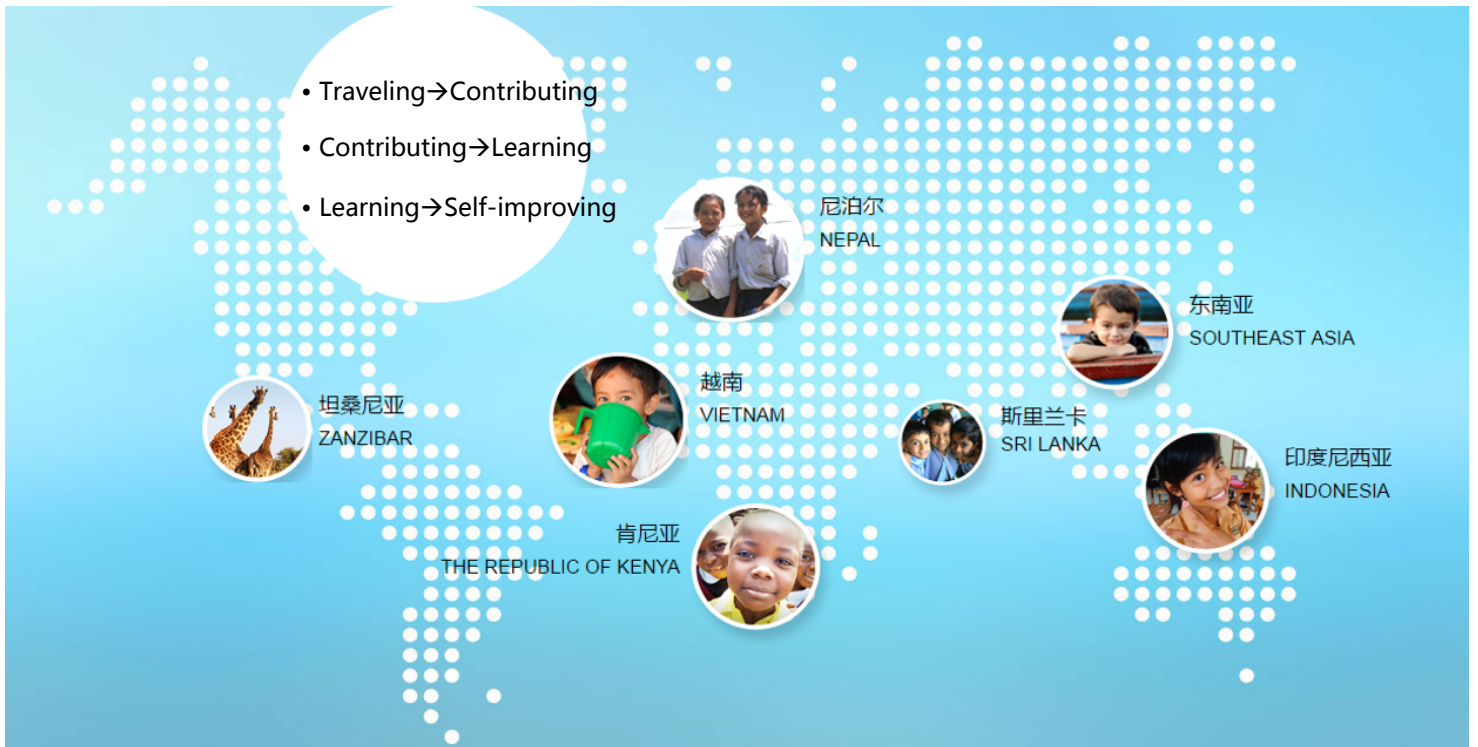 • Traveling→Contributing
• Contributing→Learning
• Learning→Self-improving
尼泊尔
NEPAL
东南亚
SOUTHEAST ASIA
越南
VIETNAM
坦桑尼亚
ZANZIBAR
斯里兰卡
SRI LANKA
印度尼西亚
INDONESIA
肯尼亚
THE REPUBLIC OF KENYA